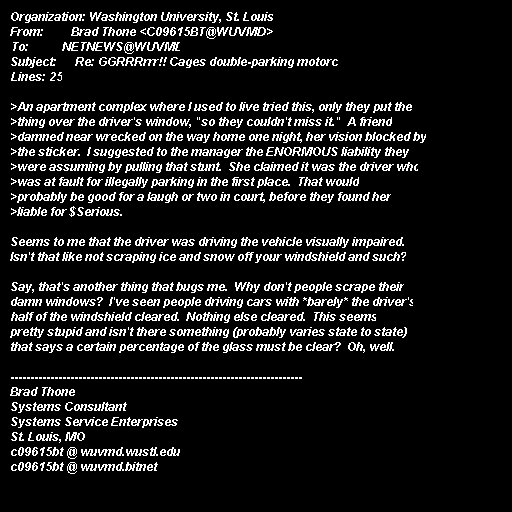 Organization: Washington University, St. Louis
From: Brad Thone <C09615BT@WUVMD>
To: NETNEWS@WUVMD
Subject: Re: GGRRRrrr!! Cages double-parking motorc
Lines: 25

>An apartment complex where I used to live tried this, only they put the
>thing over the driver's window, "so they couldn't miss it." A friend
>damned near wrecked on the way home one night, her vision blocked by
>the sticker. I suggested to the manager the ENORMOUS liability they
>were assuming by pulling that stunt. She claimed it was the driver who
>was at fault for illegally parking in the first place. That would
>probably be good for a laugh or two in court, before they found her
>liable for $Serious.

Seems to me that the driver was driving the vehicle visually impaired.
Isn't that like not scraping ice and snow off your windshield and such?

Say, that's another thing that bugs me. Why don't people scrape their
damn windows? I've seen people driving cars with *barely* the driver's
half of the windshield cleared. Nothing else cleared. This seems
pretty stupid and isn't there something (probably varies state to state)
that says a certain percentage of the glass must be clear? Oh, well.

-------------------------------------------------------------------------
Brad Thone
Systems Consultant
Systems Service Enterprises
St. Louis, MO
c09615bt @ wuvmd.wustl.edu
c09615bt @ wuvmd.bitnet